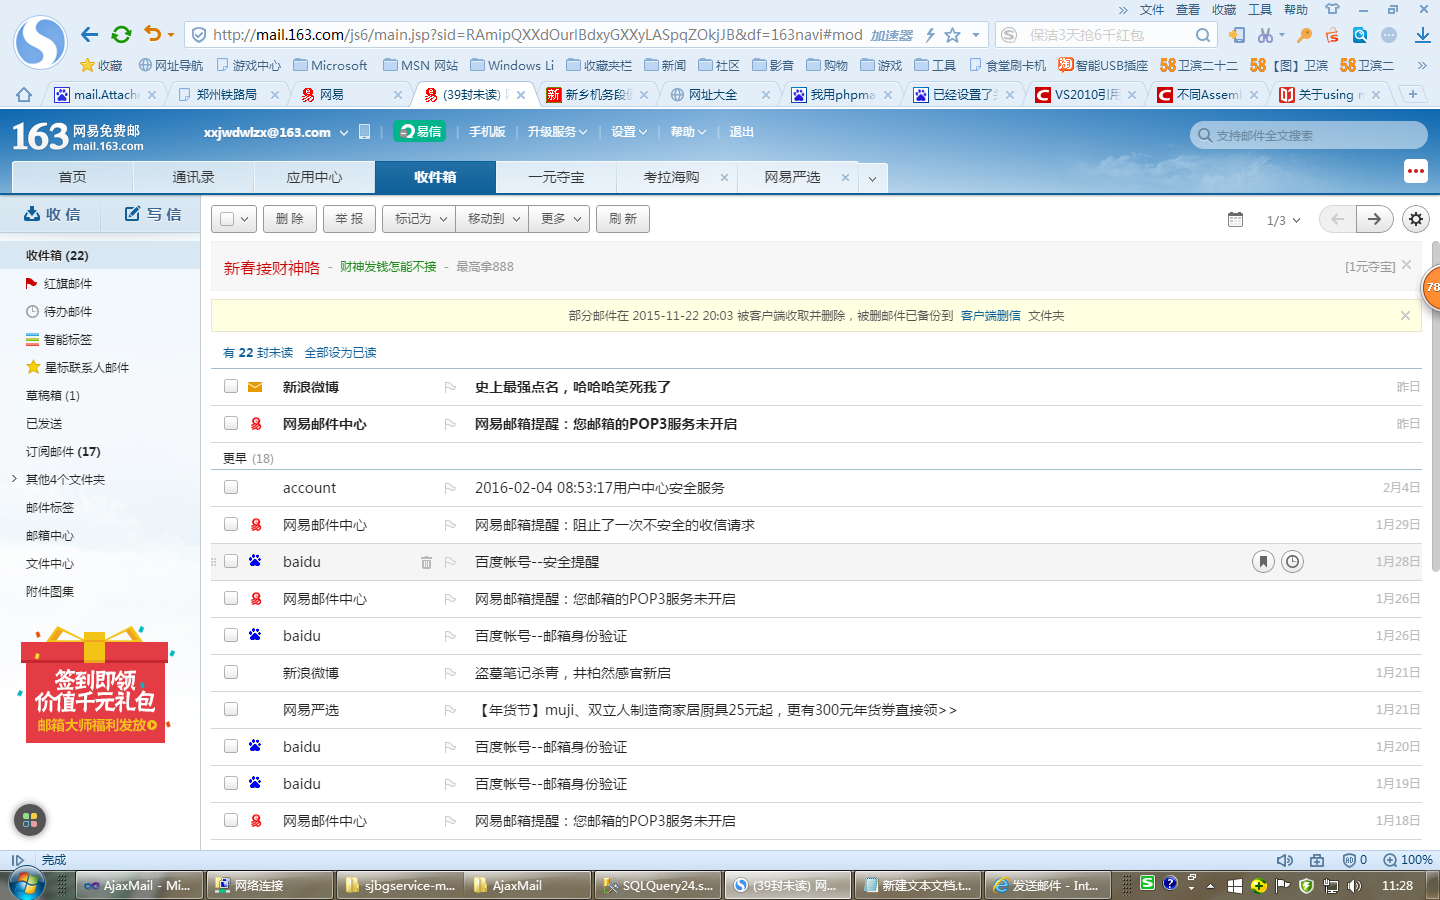 文件 查看 收藏 工具 帮助
http://mail.163.com/js6/main.jsp?sid=RAmipQXXdOurlBdxyGXXyLASpqZOkjJB&df=163navi#mod 加速器
保洁3天抢6千红包
收藏 网址导航 游戏中心 Microsoft MSN 网站 Windows Li 收藏夹栏 新闻 社区 影音 购物 游戏 工具 食堂刷卡机 智能USB插座 卫滨二十二 【图】卫滨 卫滨二
mail.Attachm 郑州铁路局 网易 (39封未读) 新乡机务段信 网址大全 我用phpma 已经设置了 VS2010引用 不同Assemb 关于using n
163 网易免费邮
mail.163.com
xxjwdwlzx@163.com 易信 手机版 升级服务 设置 帮助 退出
支持邮件全文搜索
首页 通讯录 应用中心 收件箱 一元夺宝 考拉海购 网易严选
收信 写信
删除 举报 标记为 移动到 更多 刷新 1/3
收件箱 (22)
红旗邮件
待办邮件
智能标签
星标联系人邮件
草稿箱 (1)
已发送
订阅邮件 (17)
其他4个文件夹
邮件标签
邮箱中心
文件中心
附件图集
签到即领
价值千元礼包
邮箱大师福利发放
新春接财神咯 - 财神发钱怎能不接 - 最高拿888 [1元夺宝]
78
部分邮件在 2015-11-22 20:03 被客户端收取并删除，被删邮件已备份到 客户端删信 文件夹
有 22 封未读 全部设为已读
新浪微博 史上最强点名，哈哈哈笑死我了 昨日
网易邮件中心 网易邮箱提醒：您邮箱的POP3服务未开启 昨日
更早 (18)
account 2016-02-04 08:53:17用户中心安全服务 2月4日
网易邮件中心 网易邮箱提醒：阻止了一次不安全的收信请求 1月29日
baidu 百度帐号--安全提醒 1月28日
网易邮件中心 网易邮箱提醒：您邮箱的POP3服务未开启 1月26日
baidu 百度帐号--邮箱身份验证 1月26日
新浪微博 盗墓笔记杀青，井柏然感官新启 1月21日
网易严选 【年货节】muji、双立人制造商家居厨具25元起，更有300元年货券直接领>> 1月21日
baidu 百度帐号--邮箱身份验证 1月20日
baidu 百度帐号--邮箱身份验证 1月19日
网易邮件中心 网易邮箱提醒：您邮箱的POP3服务未开启 1月18日
完成 0 100%
AjaxMail - Mi... 网络连接 sjbgservice-m... AjaxMail SQLQuery24.s... (39封未读) 网... 新建文本文档.t... 发送邮件 - Int... 11:28